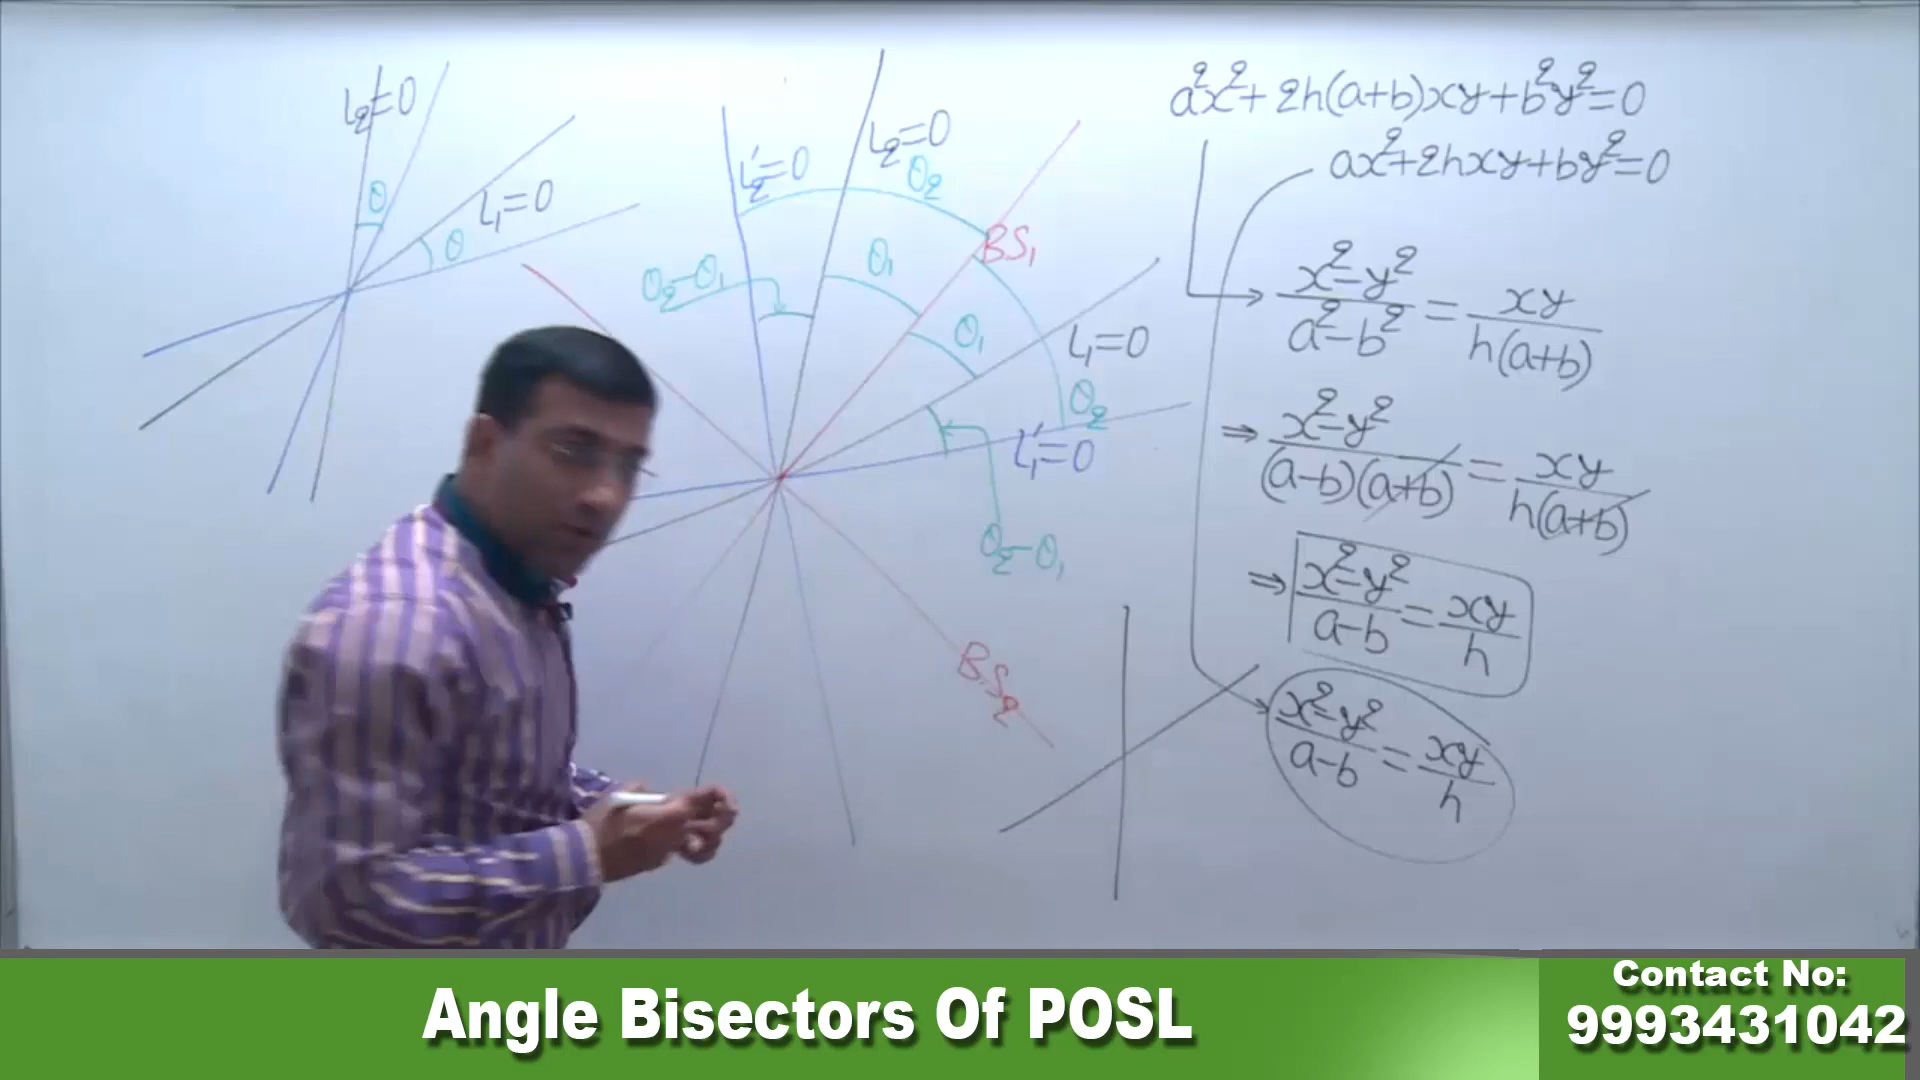 L₂=0
θ
L₁=0
θ
L₂'=0
L₂=0
θ₂
BS₁
θ₁
θ₂-θ₁
θ₁
L₁=0
θ₂
L₁'=0
θ₂-θ₁
B.S₂
a²x²+2h(a+b)xy+b²y²=0
ax²+2hxy+by²=0
x²-y²/a²-b² = xy/h(a+b)
⇒ x²-y²/(a-b)(a+b) = xy/h(a+b)
⇒ x²-y²/a-b = xy/h
x²-y²/a-b = xy/h
Angle Bisectors Of POSL
Contact No:
9993431042